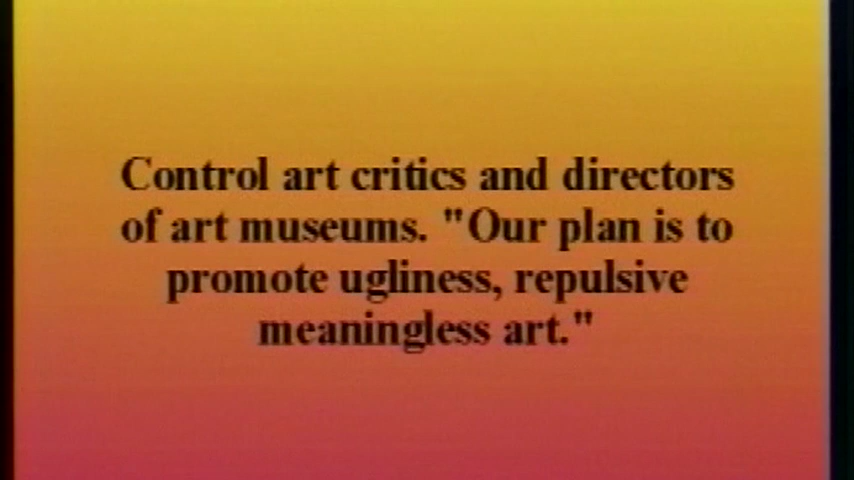 Control art critics and directors
of art museums. "Our plan is to
promote ugliness, repulsive
meaningless art."